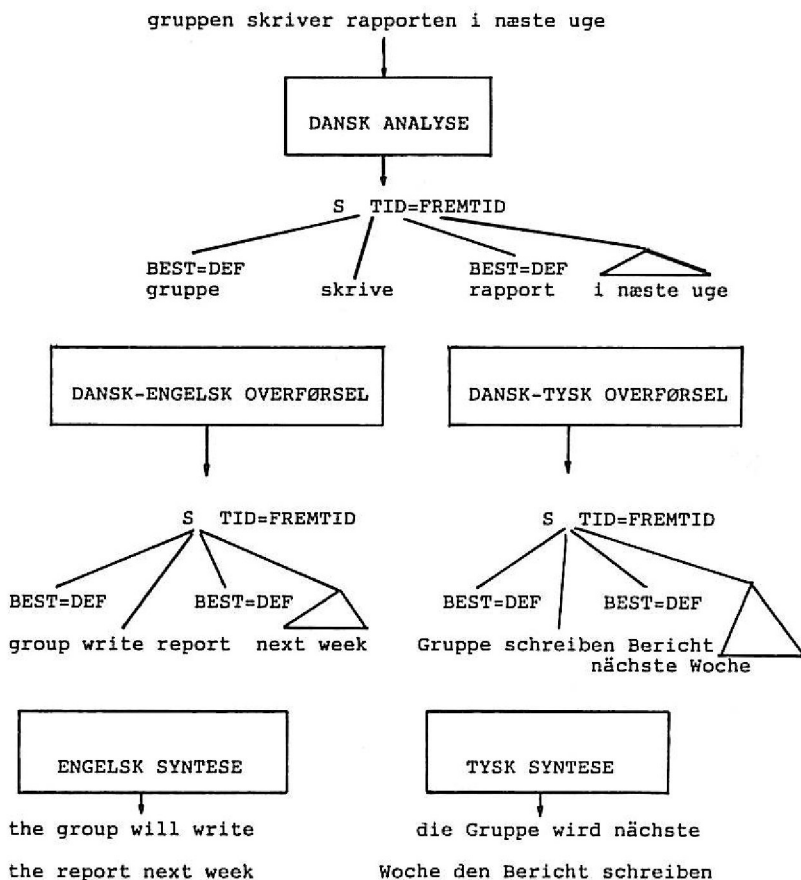 gruppen skriver rapporten i næste uge
DANSK ANALYSE
S TID=FREMTID
BEST=DEF BEST=DEF
gruppe skrive rapport i næste uge
DANSK-ENGELSK OVERFØRSEL
DANSK-TYSK OVERFØRSEL
S TID=FREMTID
S TID=FREMTID
BEST=DEF BEST=DEF
group write report next week
BEST=DEF BEST=DEF
Gruppe schreiben Bericht
nächste Woche
ENGELSK SYNTESE
TYSK SYNTESE
the group will write
the report next week
die Gruppe wird nächste
Woche den Bericht schreiben